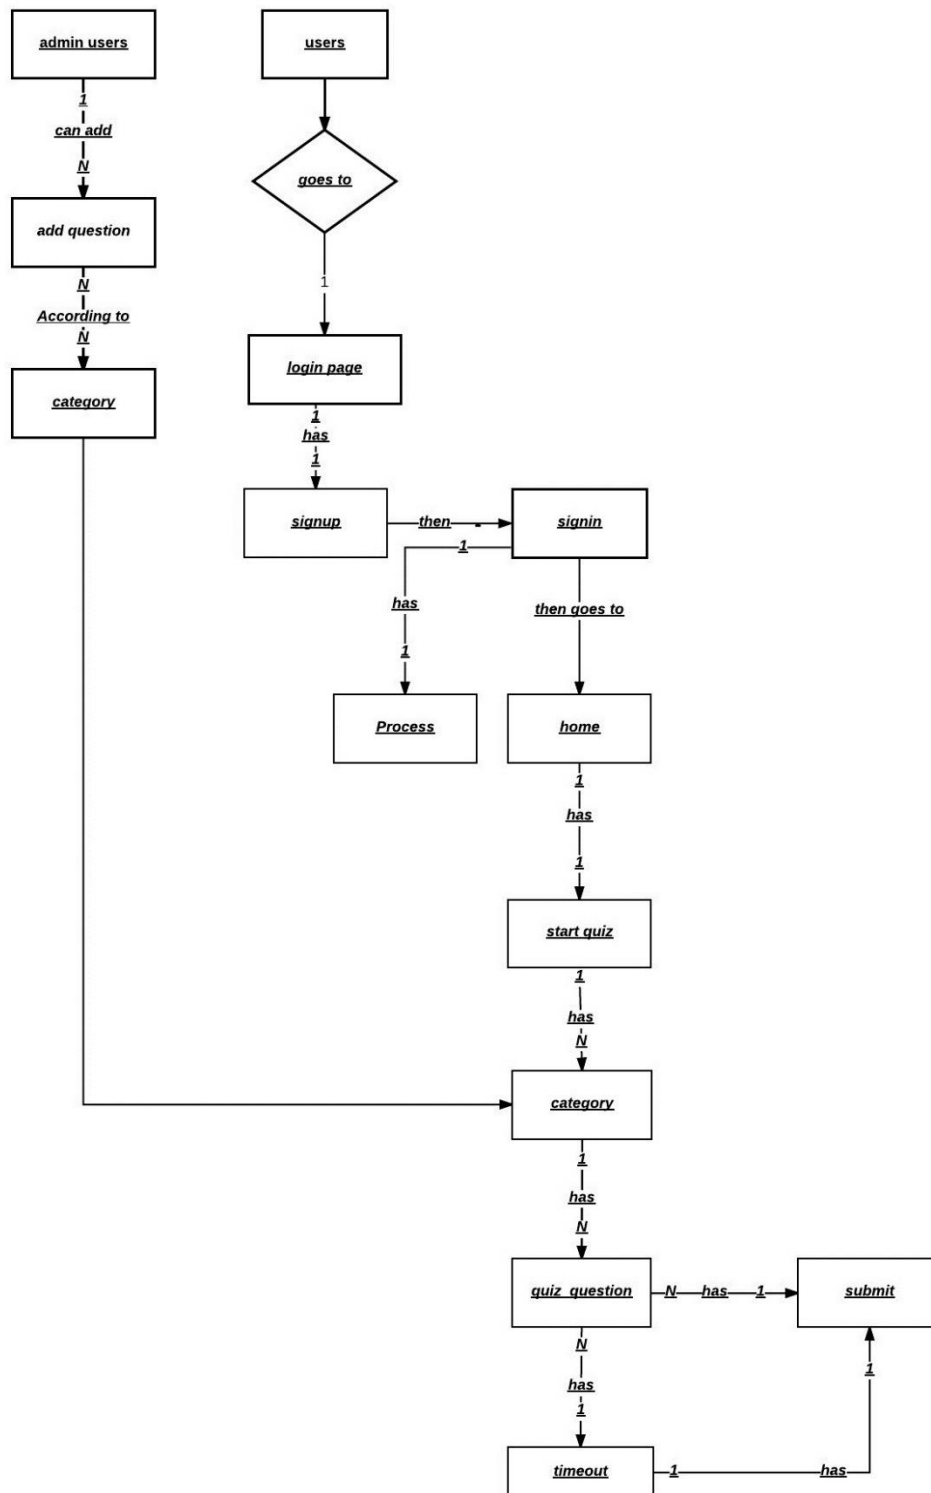 admin users
users
1
can add
N
goes to
add question
N
1
According to
N
login page
category
1
has
1
signup
then
signin
1
has
then goes to
1
Process
home
1
has
1
start quiz
1
has
N
category
1
has
N
quiz_question
N has 1
submit
N
has
1
1
timeout
1
has